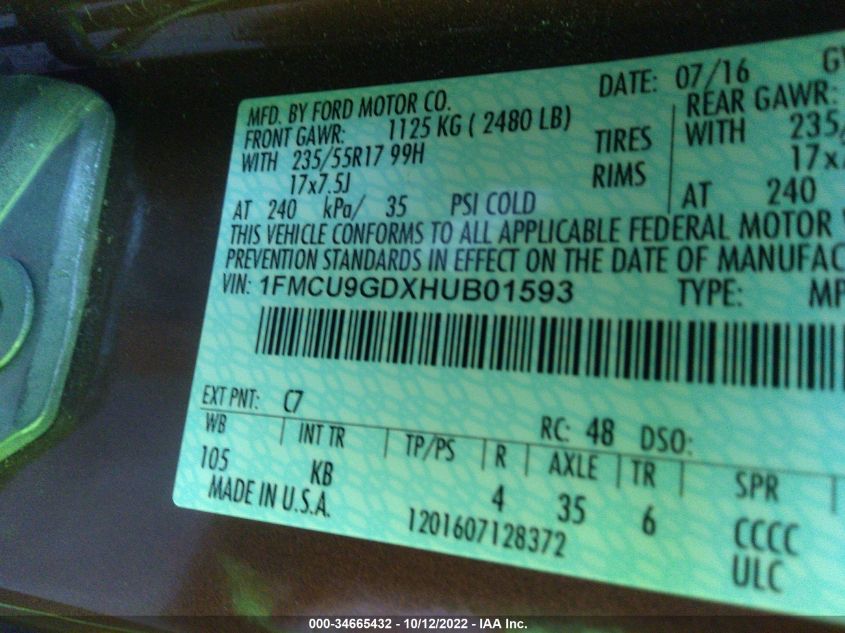 MFD. BY FORD MOTOR CO. DATE: 07/16
FRONT GAWR: 1125 KG ( 2480 LB) REAR GAWR:
WITH 235/55R17 99H TIRES WITH
17x7.5J RIMS
AT 240 kPa/ 35 PSI COLD AT 240
THIS VEHICLE CONFORMS TO ALL APPLICABLE FEDERAL MOTOR
PREVENTION STANDARDS IN EFFECT ON THE DATE OF
VIN: 1FMCU9GDXHUB01593 TYPE:
EXT PNT: C7 RC: 48 DSO:
WB INT TR TP/PS R AXLE TR SPR
105 KB 4 35 6 CCCC
MADE IN U.S.A. 1201607128372 ULC
000-34665432 - 10/12/2022 - IAA Inc.